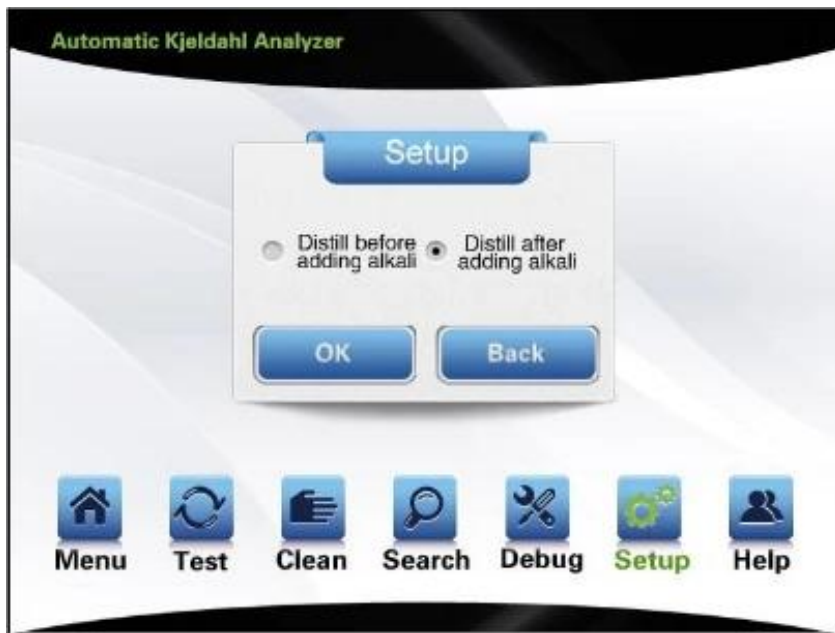 Automatic Kjeldahl Analyzer
Setup
Distill before
adding alkali
Distill after
adding alkali
OK
Back
Menu
Test
Clean
Search
Debug
Setup
Help